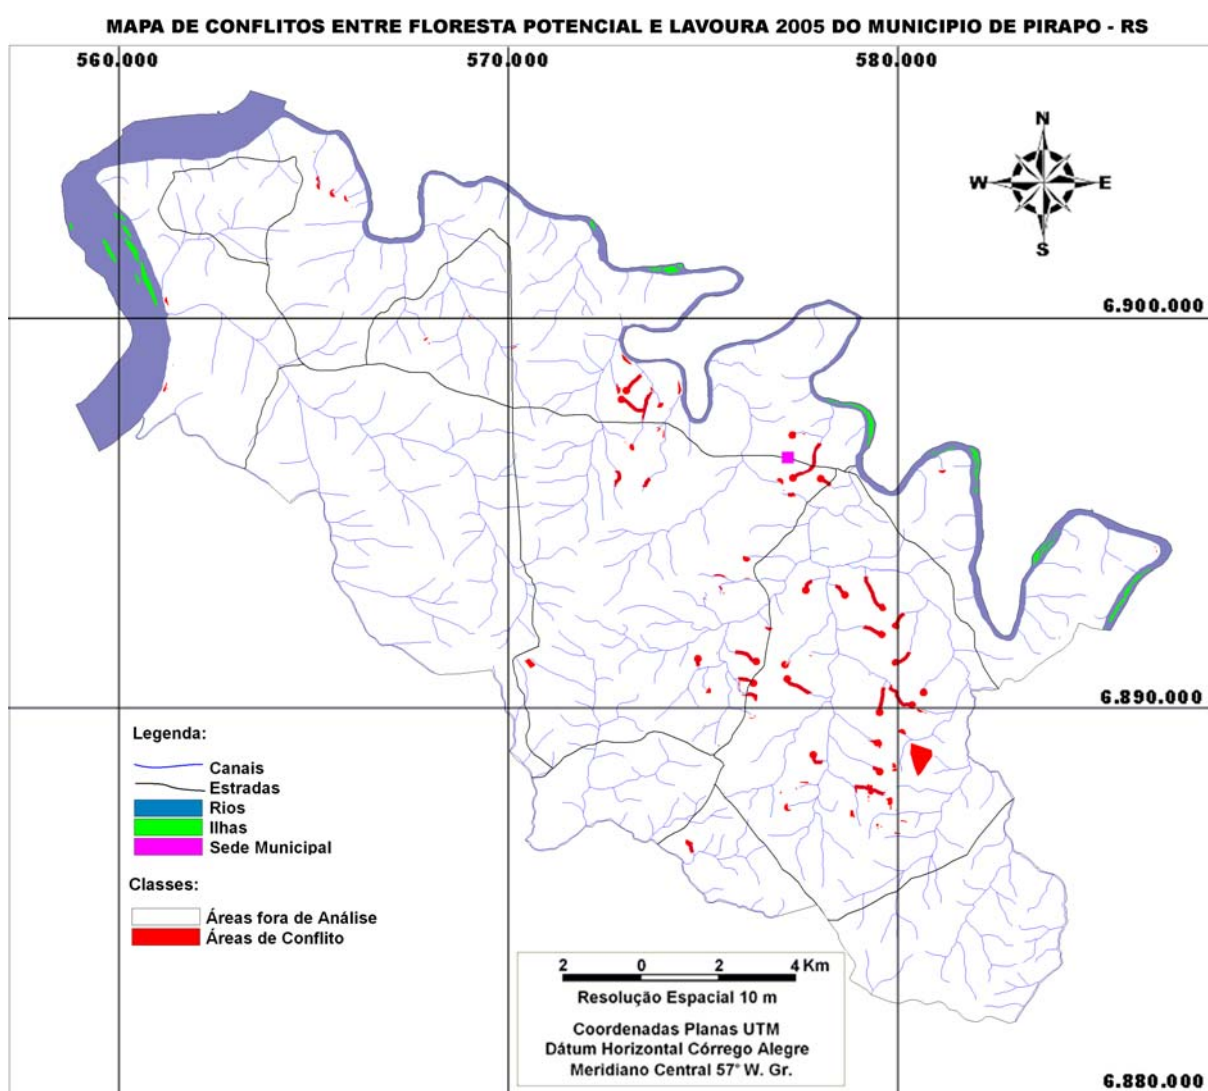 MAPA DE CONFLITOS ENTRE FLORESTA POTENCIAL E LAVOURA 2005 DO MUNICIPIO DE PIRAPO - RS
560.000 570.000 580.000
N
W E
S
6.900.000
6.890.000
Legenda:
Canais
Estradas
Rios
Ilhas
Sede Municipal
Classes:
Áreas fora de Análise
Áreas de Conflito
2 0 2 4 Km
Resolução Espacial 10 m
Coordenadas Planas UTM
Dátum Horizontal Córrego Alegre
Meridiano Central 57° W. Gr.
6.880.000